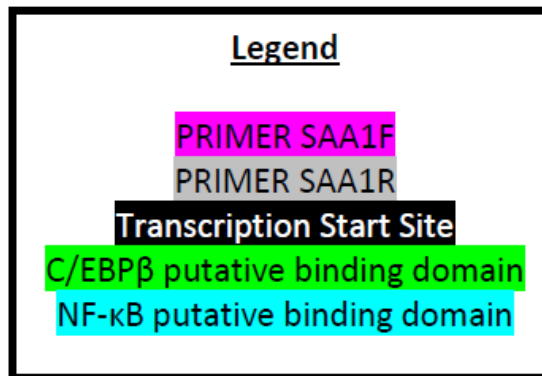 Legend
PRIMER SAA1F
PRIMER SAA1R
Transcription Start Site
C/EBPβ putative binding domain
NF-κB putative binding domain